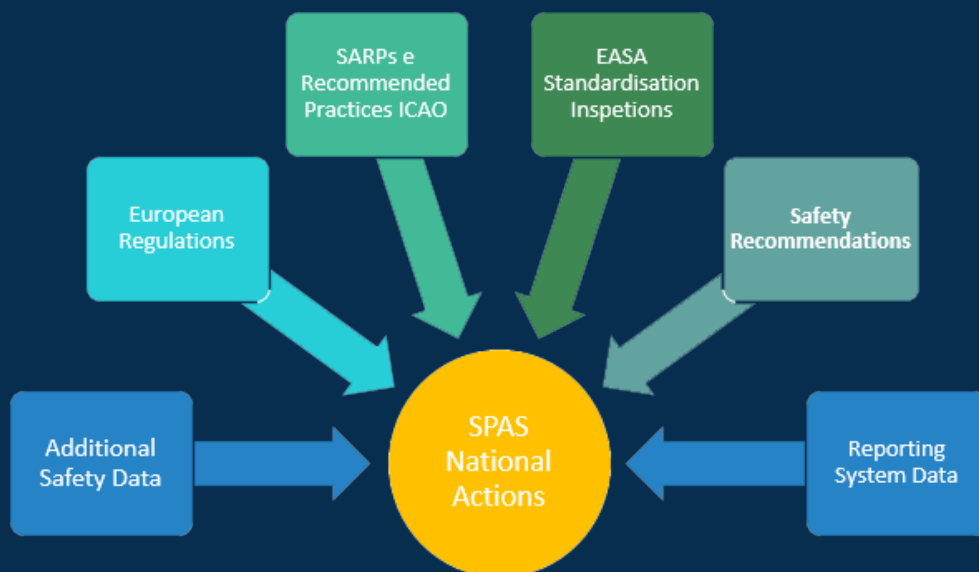 SARPs e
Recommended
Practices ICAO
EASA
Standardisation
Inspetions
European
Regulations
Safety
Recommendations
Additional
Safety Data
SPAS
National
Actions
Reporting
System Data